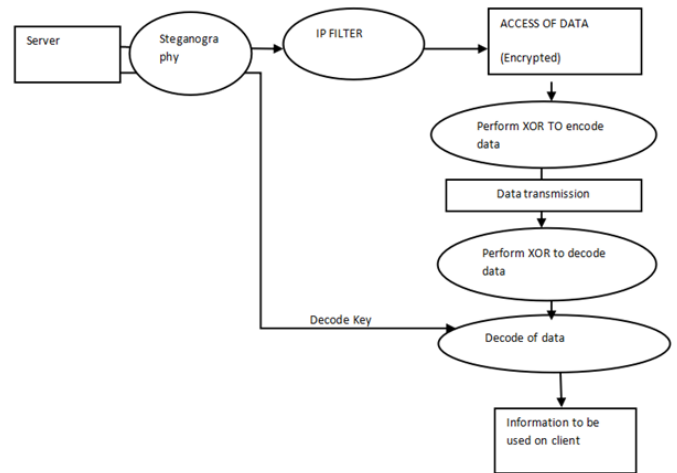 Server
Steganogra
phy
IP FILTER
ACCESS OF DATA
(Encrypted)
Perform XOR TO encode
data
Data transmission
Perform XOR to decode
data
Decode Key
Decode of data
Information to be
used on client